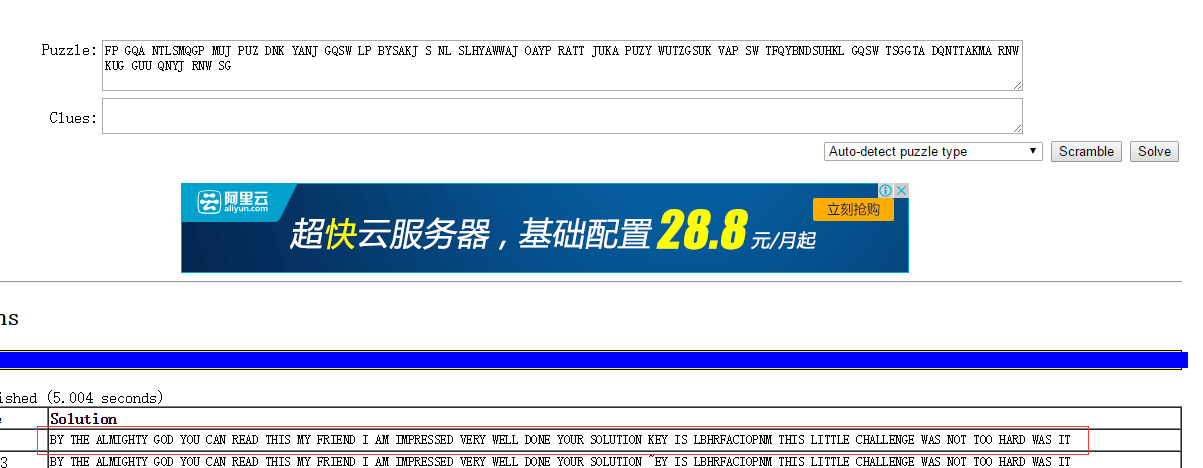 Puzzle: FP GQA NTLSMQGP MUJ PUZ DNK YANJ GQSW LP BYSAKJ S NL SLHYAWWAJ OAYP RATT JUKA PUZY WUTZGSUK VAP SW TFQYBNDSUHKL GQSW TSGGTA DQNTTAKMA RNW
KUG GUU QNYJ RNW SG
Clues:
Auto-detect puzzle type Scramble Solve
阿里云
aliyun.com
超快云服务器,基础配置28.8元/月起
立刻抢购
ns
ished (5.004 seconds)
e Solution
BY THE ALMIGHTY GOD YOU CAN READ THIS MY FRIEND I AM IMPRESSED VERY WELL DONE YOUR SOLUTION KEY IS LBHRFACIOPNM THIS LITTLE CHALLENGE WAS NOT TOO HARD WAS IT
3 BY THE ALMIGHTY GOD YOU CAN READ THIS MY FRIEND I AM IMPRESSED VERY WELL DONE YOUR SOLUTION ~EY IS LBHRFACIOPNM THIS LITTLE CHALLENGE WAS NOT TOO HARD WAS IT